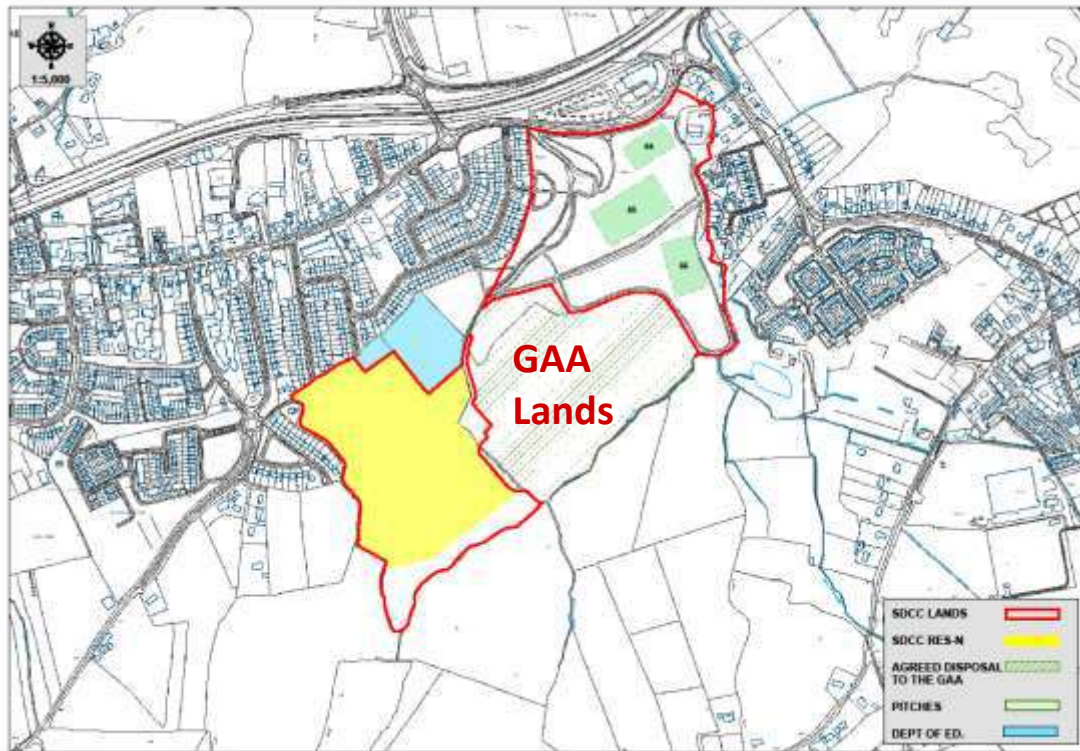 1:5,000
GAA
Lands
SDCC LANDS
SDCC RES-N
AGREED DISPOSAL
TO THE GAA
PITCHES
DEPT OF ED.